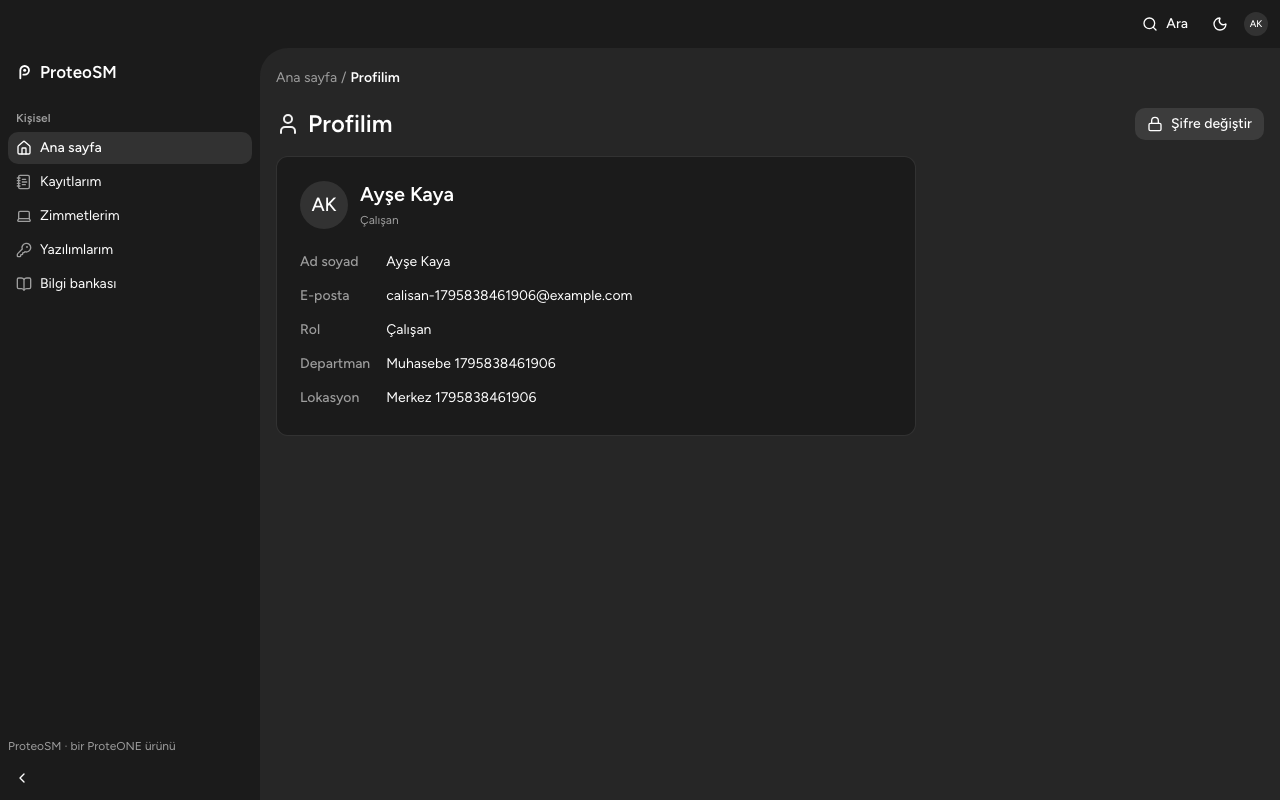 Ara
AK
ProteoSM
Kişisel
Ana sayfa
Kayıtlarım
Zimmetlerim
Yazılımlarım
Bilgi bankası
ProteoSM · bir ProteONE ürünü
Ana sayfa / Profilim
Profilim
Şifre değiştir
AK
Ayşe Kaya
Çalışan
Ad soyad Ayşe Kaya
E-posta calisan-1795838461906@example.com
Rol Çalışan
Departman Muhasebe 1795838461906
Lokasyon Merkez 1795838461906